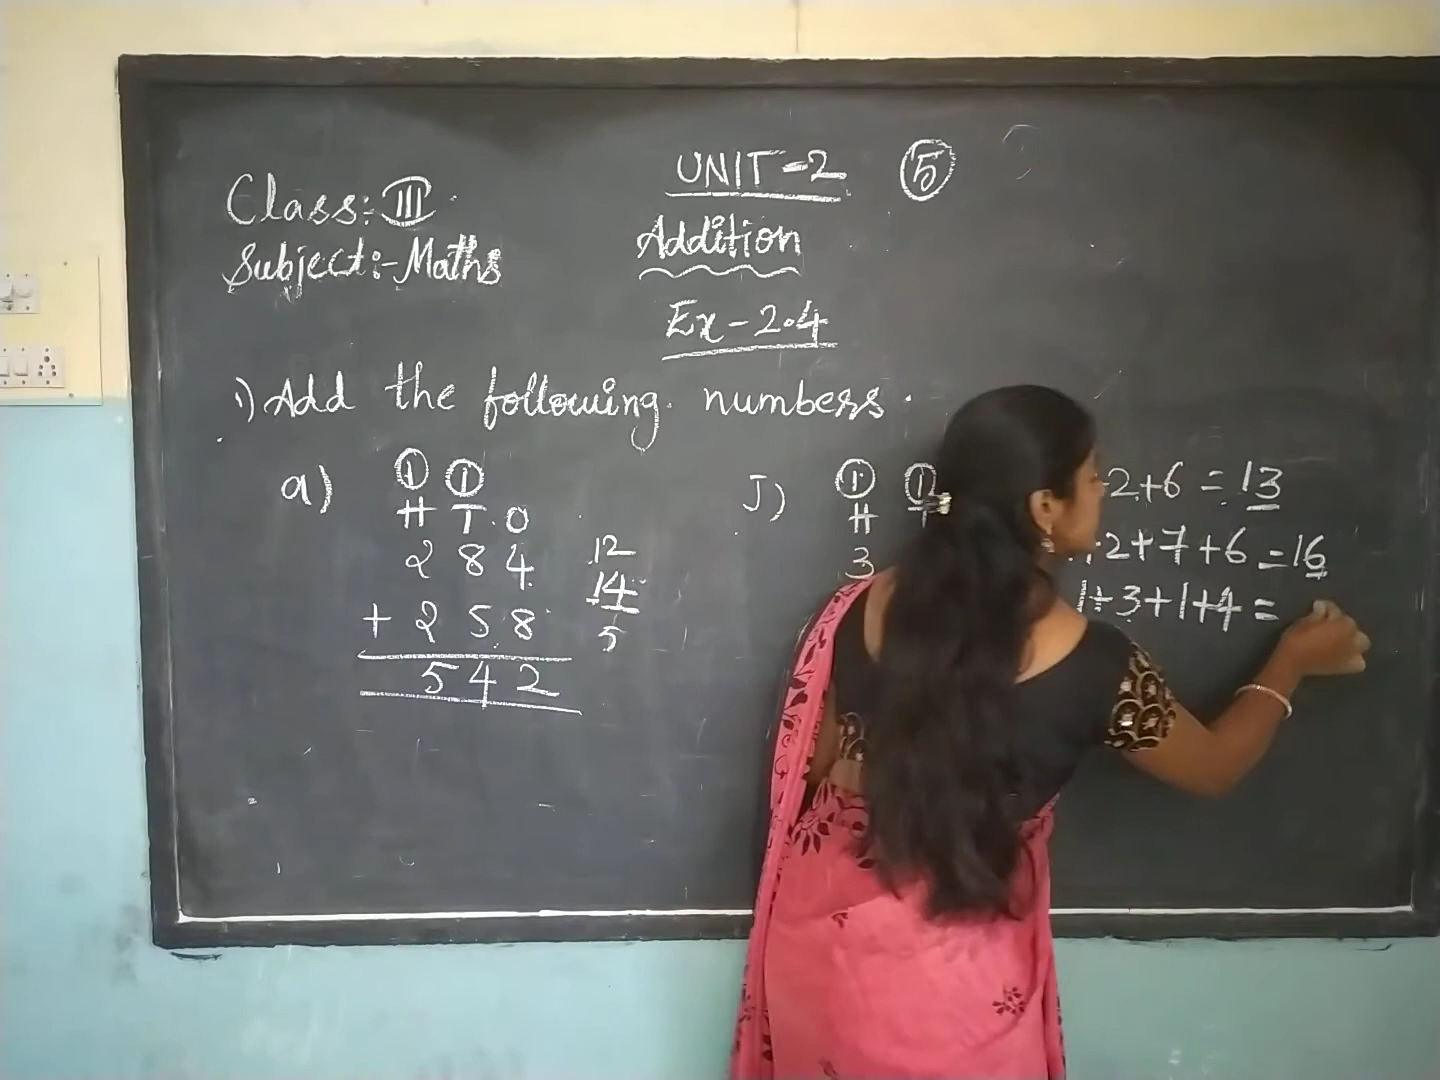 UNIT-2 5
Class:- III
Addition
Subject:- Maths
Ex-2.4
1) Add the following numbers.
a) 1 1
H T O
2 8 4 12
14
+ 2 5 8 5
5 4 2
J) 1 1
H T
3
2+6 = 13
2+7+6 = 16
1+3+1+4 =